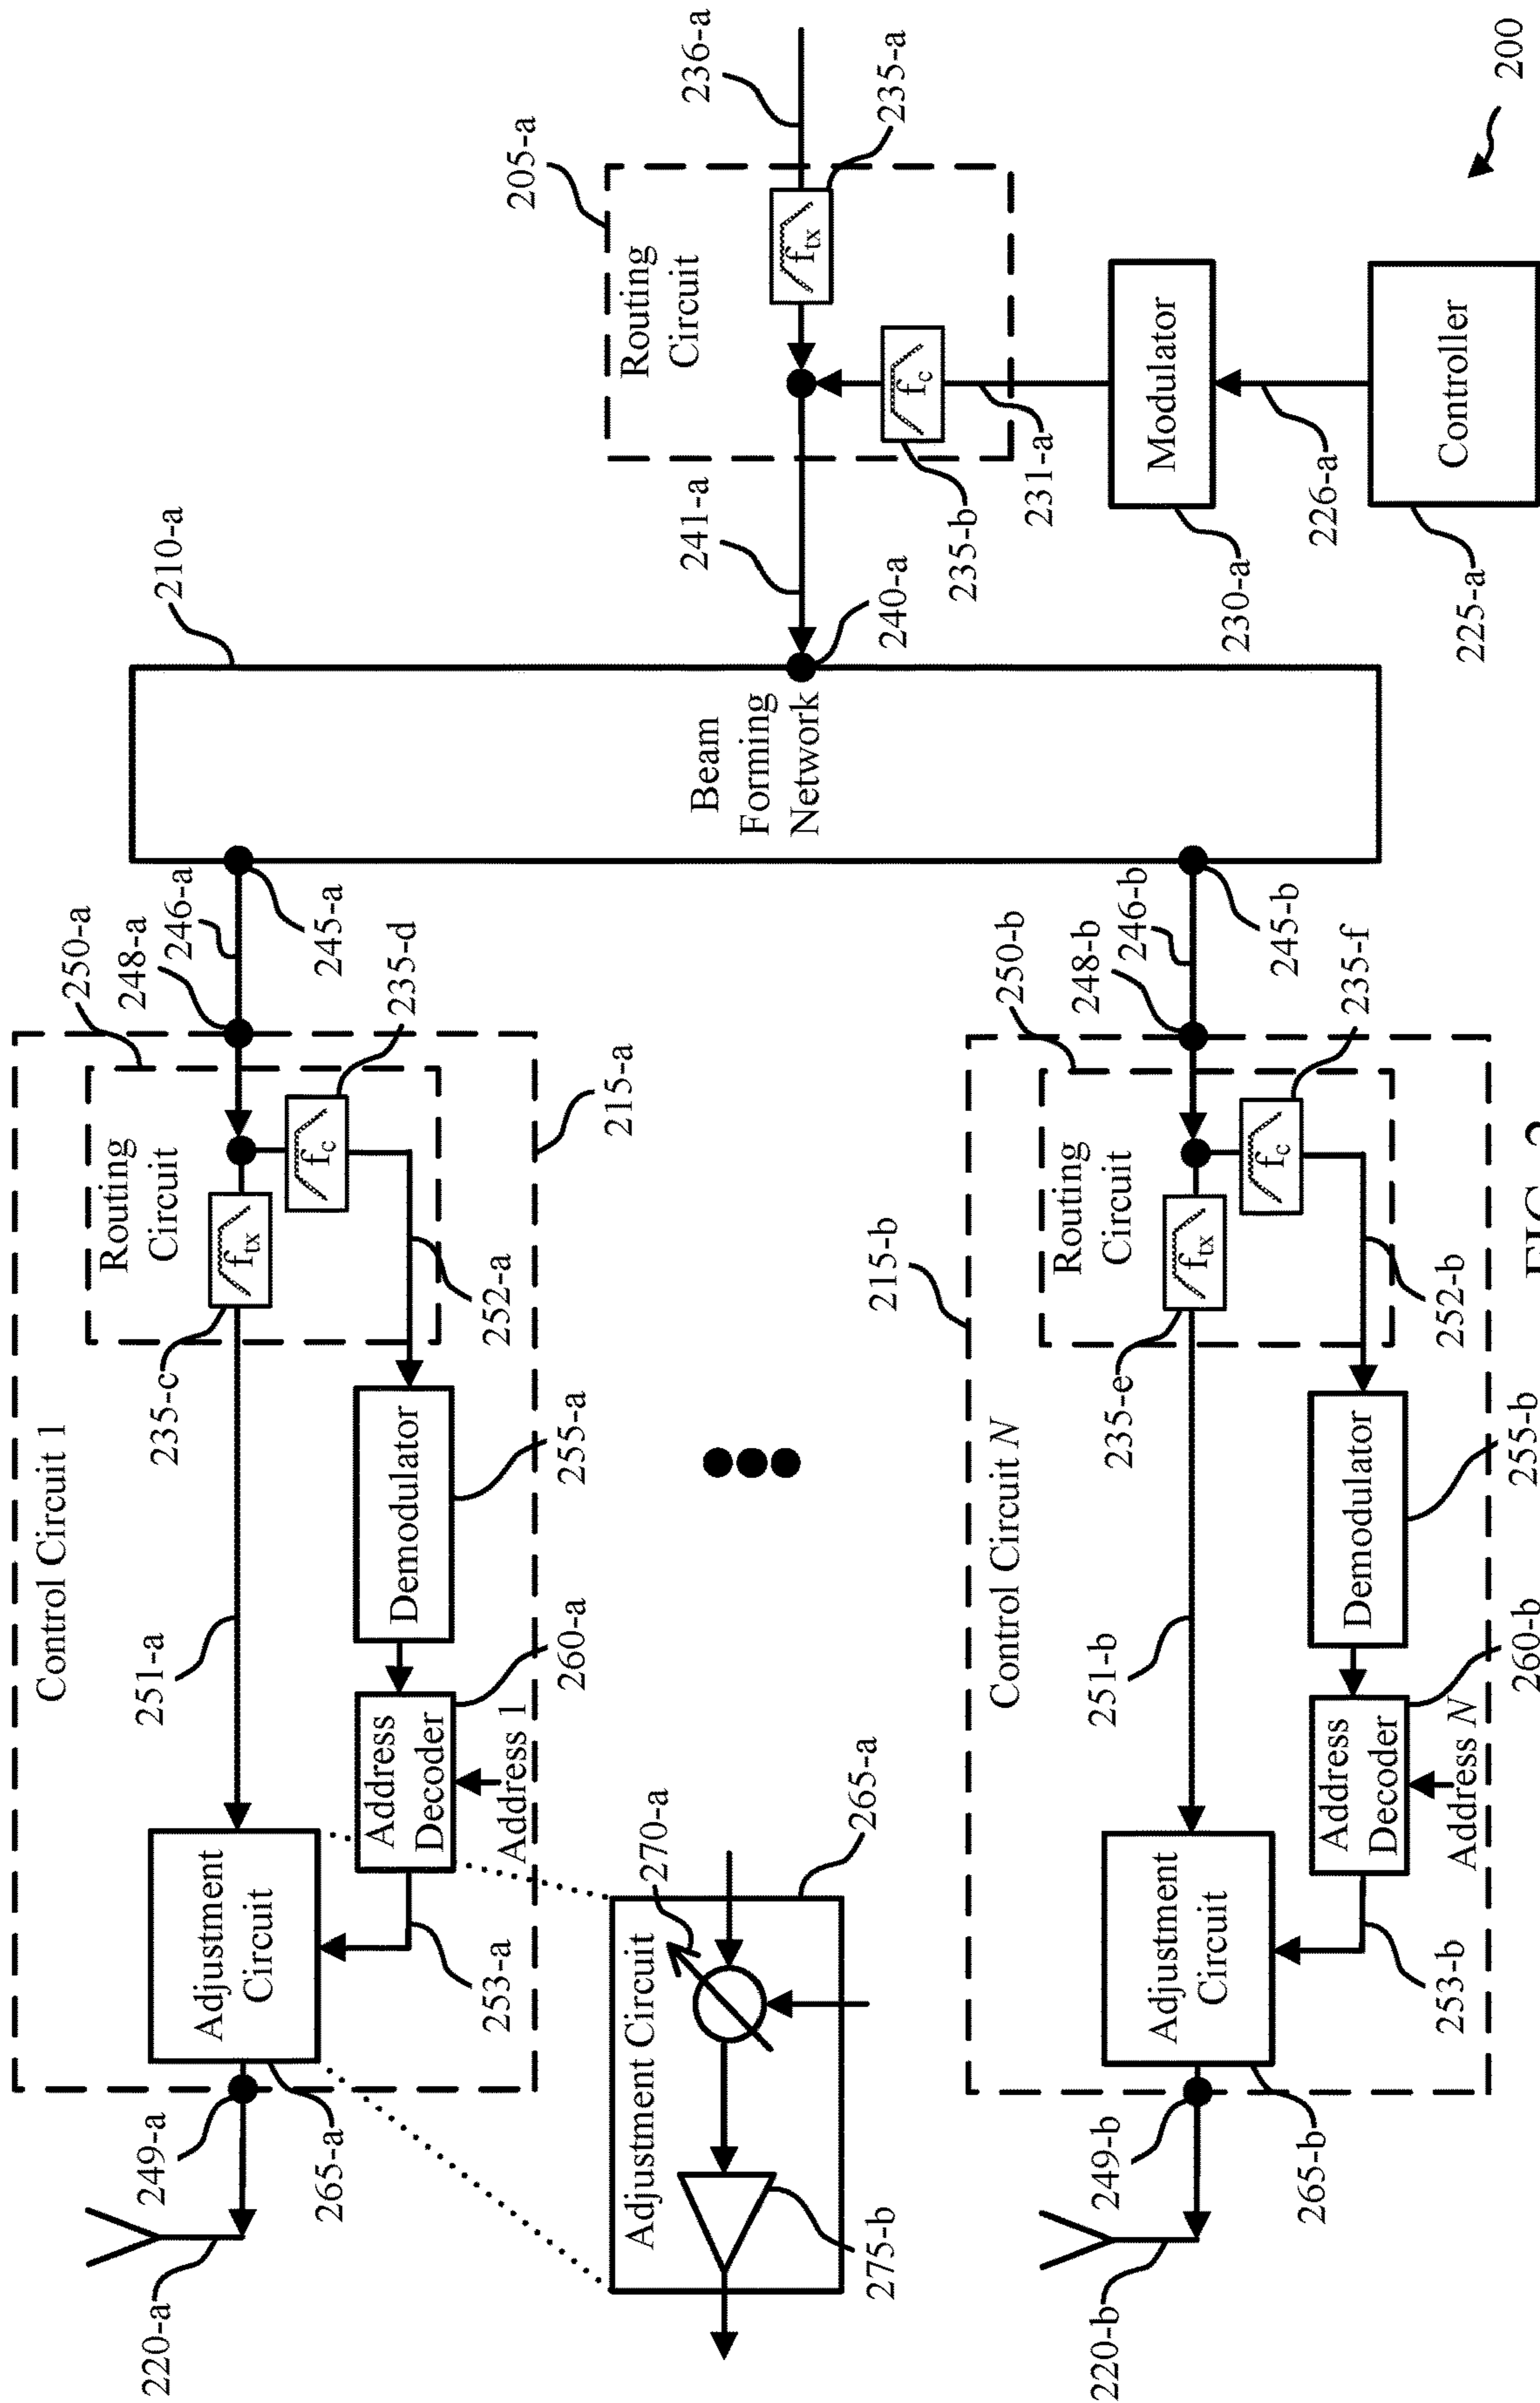 220-a
249-a
265-a
Control Circuit 1
Adjustment
Circuit
251-a
235-c
Routing
Circuit
f_tx
f_c
250-a
248-a
246-a
235-d
245-a
252-a
215-a
253-a
Address
Decoder
Address 1
260-a
Demodulator
255-a
Adjustment Circuit
270-a
275-b
265-a
210-a
Beam
Forming
Network
240-a
241-a
205-a
Routing
Circuit
f_tx
f_c
236-a
235-a
235-b
231-a
Modulator
230-a
226-a
Controller
225-a
200
220-b
249-b
265-b
215-b
Control Circuit N
Adjustment
Circuit
251-b
235-e
Routing
Circuit
f_tx
f_c
250-b
248-b
246-b
235-f
245-b
252-b
253-b
Address
Decoder
Address N
260-b
Demodulator
255-b